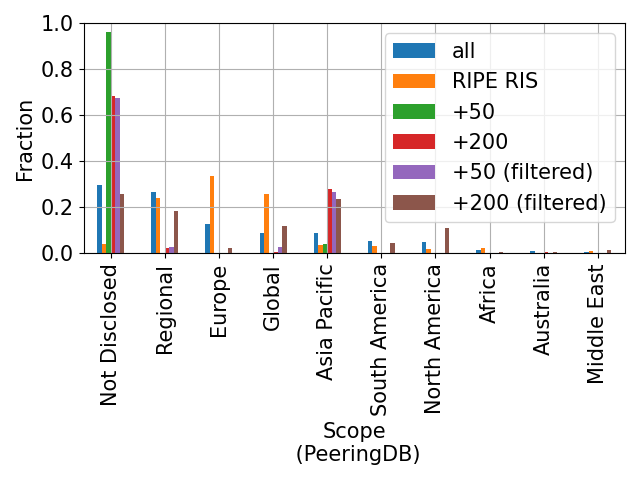 1.0
0.8
0.6
0.4
0.2
0.0
Fraction
all
RIPE RIS
+50
+200
+50 (filtered)
+200 (filtered)
Not Disclosed
Regional
Europe
Global
Asia Pacific
South America
North America
Africa
Australia
Middle East
Scope
(PeeringDB)